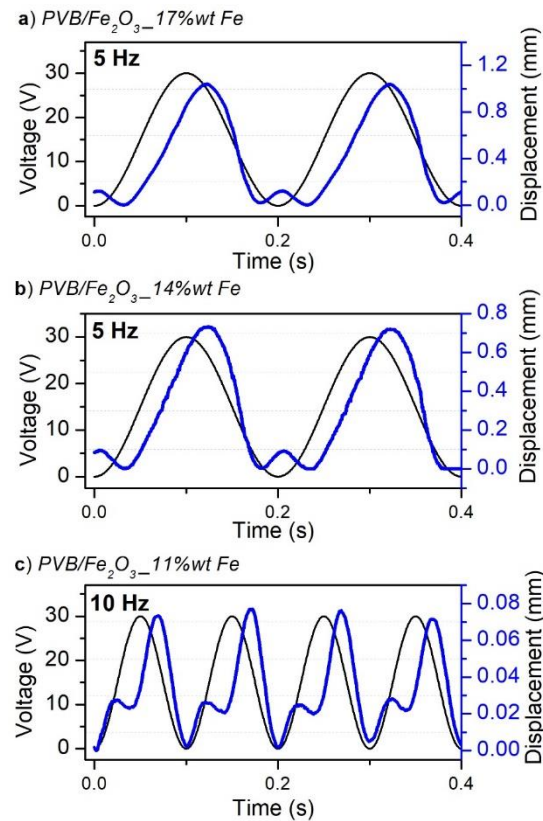 a) PVB/Fe₂O₃_17%wt Fe
5 Hz
Voltage (V)
30
20
10
0
1.2
0.8
0.4
0.0
Displacement (mm)
0.0 0.2 0.4
Time (s)
b) PVB/Fe₂O₃_14%wt Fe
5 Hz
Voltage (V)
30
20
10
0
0.8
0.6
0.4
0.2
0.0
Displacement (mm)
0.0 0.2 0.4
Time (s)
c) PVB/Fe₂O₃_11%wt Fe
10 Hz
Voltage (V)
30
20
10
0
0.08
0.06
0.04
0.02
0.00
Displacement (mm)
0.0 0.2 0.4
Time (s)